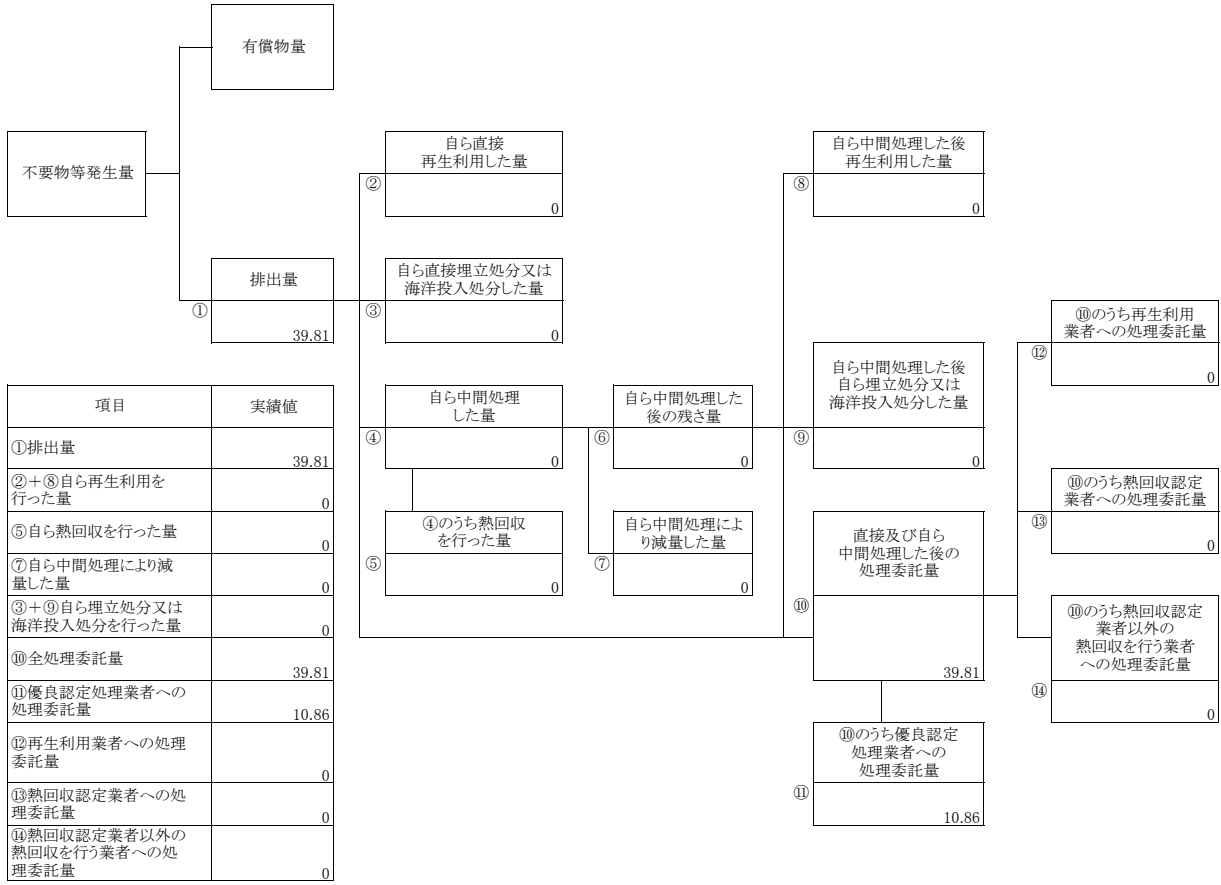 有償物量
不要物等発生量
自ら直接
再生利用した量
②
0
自ら中間処理した後
再生利用した量
⑧
0
排出量
①
39.81
自ら直接埋立処分又は
海洋投入処分した量
③
0
自ら中間処理
した量
④
0
自ら中間処理した
後の残さ量
⑥
0
自ら中間処理した後
自ら埋立処分又は
海洋投入処分した量
⑨
0
④のうち熱回収
を行った量
⑤
0
自ら中間処理によ
り減量した量
⑦
0
直接及び自ら
中間処理した後の
処理委託量
⑩
39.81
⑩のうち優良認定
処理業者への
処理委託量
⑪
10.86
⑩のうち再生利用
業者への処理委託量
⑫
0
⑩のうち熱回収認定
業者への処理委託量
⑬
0
⑩のうち熱回収認定
業者以外の
熱回収を行う業者
への処理委託量
⑭
0
項目 実績値
①排出量
39.81
②＋⑧自ら再生利用を
行った量
0
⑤自ら熱回収を行った量
0
⑦自ら中間処理により減
量した量
0
③＋⑨自ら埋立処分又は
海洋投入処分を行った量
0
⑩全処理委託量
39.81
⑪優良認定処理業者への
処理委託量
10.86
⑫再生利用業者への処理
委託量
0
⑬熱回収認定業者への処
理委託量
0
⑭熱回収認定業者以外の
熱回収を行う業者への処
理委託量
0